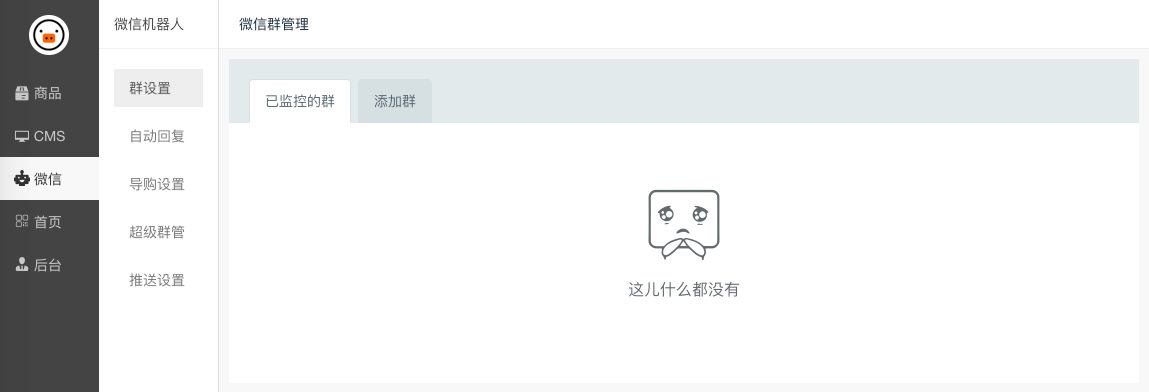 商品
CMS
微信
首页
后台
微信机器人
群设置
自动回复
导购设置
超级群管
推送设置
微信群管理
已监控的群
添加群
这儿什么都没有